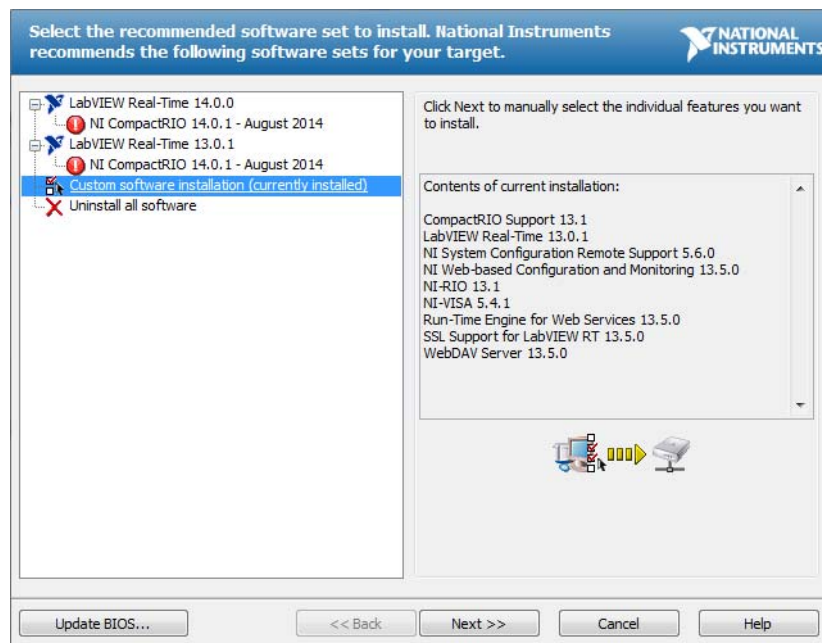 Select the recommended software set to install. National Instruments
recommends the following software sets for your target.
NATIONAL
INSTRUMENTS
LabVIEW Real-Time 14.0.0
NI CompactRIO 14.0.1 - August 2014
LabVIEW Real-Time 13.0.1
NI CompactRIO 14.0.1 - August 2014
Custom software installation (currently installed)
Uninstall all software
Click Next to manually select the individual features you want
to install.
Contents of current installation:
CompactRIO Support 13.1
LabVIEW Real-Time 13.0.1
NI System Configuration Remote Support 5.6.0
NI Web-based Configuration and Monitoring 13.5.0
NI-RIO 13.1
NI-VISA 5.4.1
Run-Time Engine for Web Services 13.5.0
SSL Support for LabVIEW RT 13.5.0
WebDAV Server 13.5.0
Update BIOS...
<< Back
Next >>
Cancel
Help